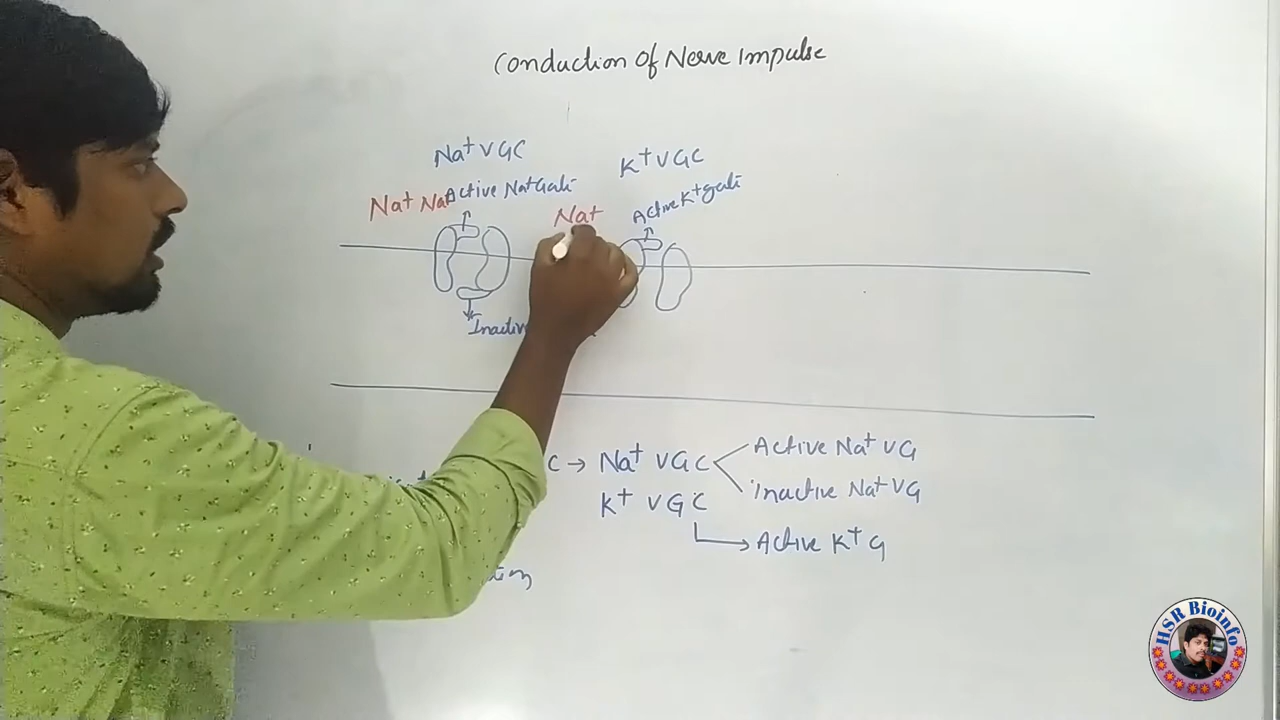 Conduction of Nerve Impulse
Na+ VGC
K+ VGC
Active Na+ Gate
Active K+ gate
Na+ Na+
Na+
Inactive
C → Na+ VGC
Active Na+ VG
Inactive Na+ VG
K+ VGC
Active K+ G
HSR Bioinfo